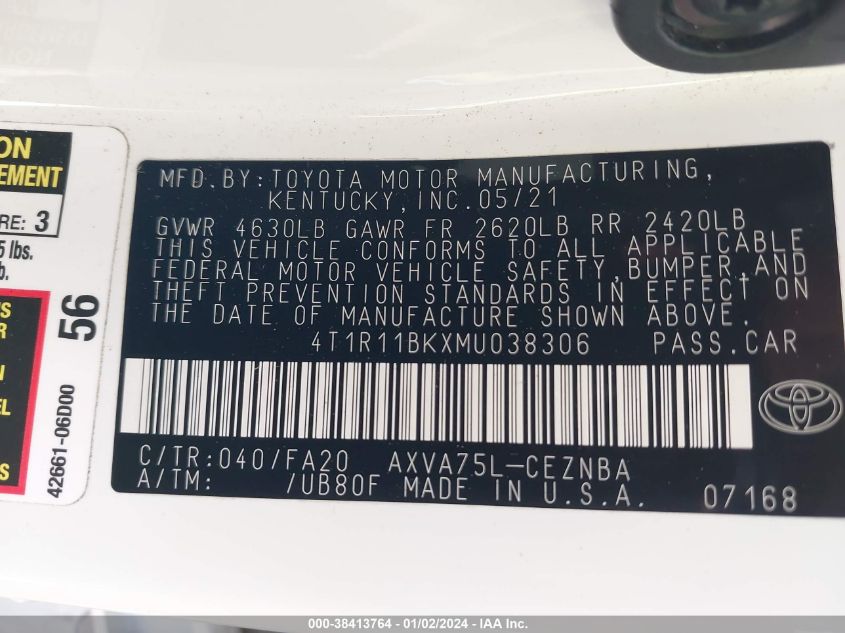 ON
EMENT
RE: 3
5 lbs.
b.
S
R
EL
S
56
42661-06D00
MFD.BY:TOYOTA MOTOR MANUFACTURING,
KENTUCKY,INC.05/21
GVWR 4630LB GAWR FR 2620LB RR 2420LB
THIS VEHICLE CONFORMS TO ALL APPLICABLE
FEDERAL MOTOR VEHICLE SAFETY,BUMPER,AND
THEFT PREVENTION STANDARDS IN EFFECT ON
THE DATE OF MANUFACTURE SHOWN ABOVE.
4T1R11BKXMU038306 PASS.CAR
C/TR:040/FA20 AXVA75L-CEZNBA
A/TM: /UB80F MADE IN U.S.A. 07168
000-38413764 - 01/02/2024 - IAA Inc.